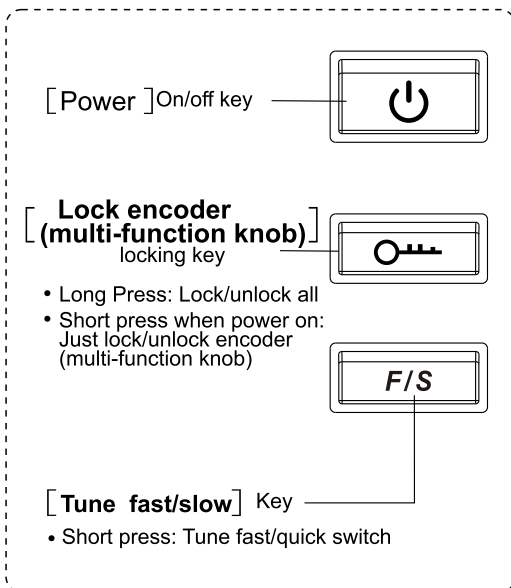 [Power]On/off key
[Lock encoder
(multi-function knob)]
locking key
• Long Press: Lock/unlock all
• Short press when power on:
Just lock/unlock encoder
(multi-function knob)
F/S
[Tune fast/slow] Key
• Short press: Tune fast/quick switch